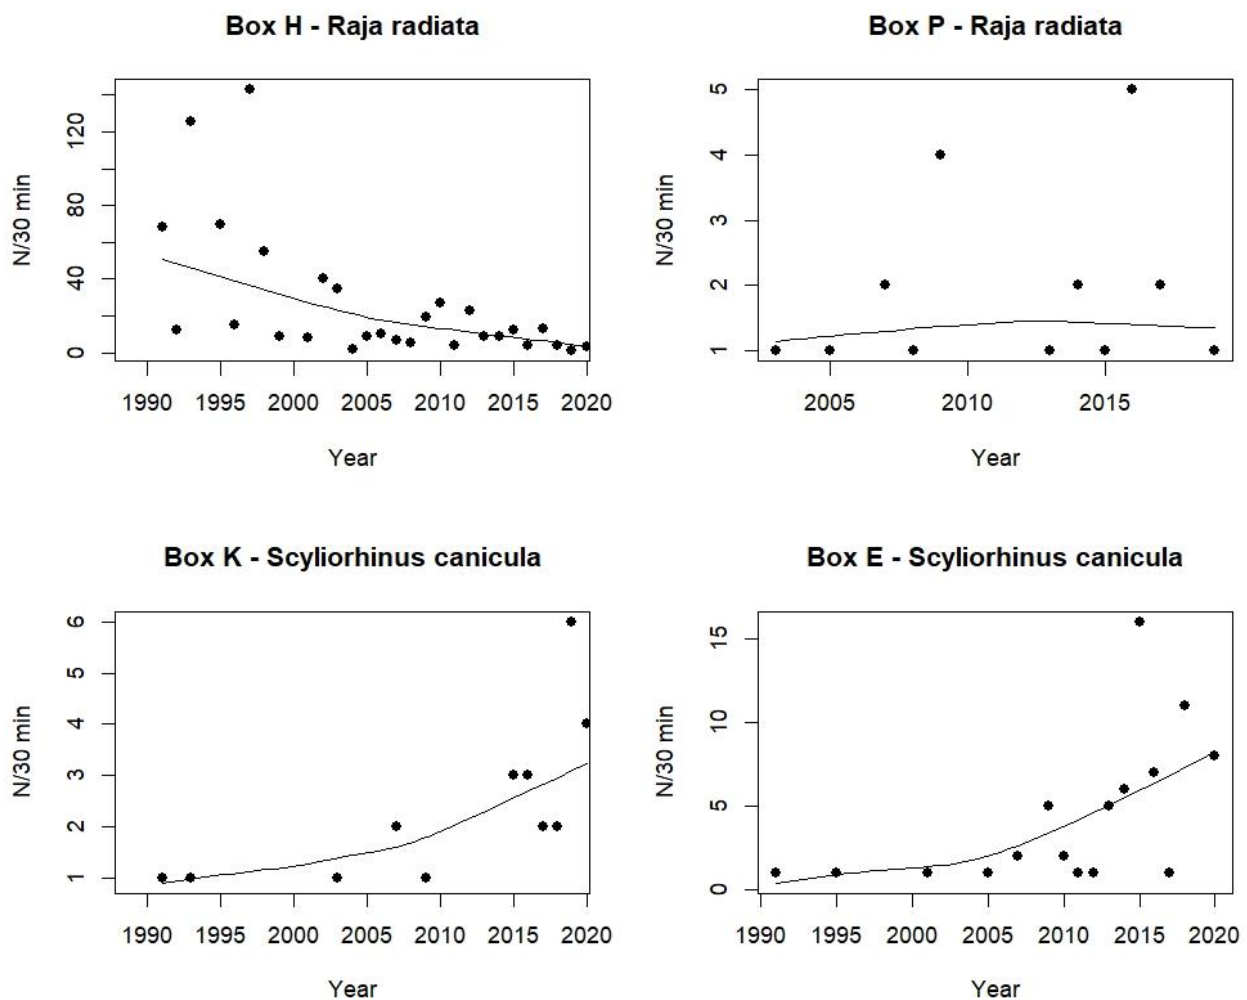 Box H - Raja radiata
N/30 min
0 40 80 120
1990 1995 2000 2005 2010 2015 2020
Year
Box P - Raja radiata
N/30 min
1 2 3 4 5
2005 2010 2015
Year
Box K - Scyliorhinus canicula
N/30 min
1 2 3 4 5 6
1990 1995 2000 2005 2010 2015 2020
Year
Box E - Scyliorhinus canicula
N/30 min
0 5 10 15
1990 1995 2000 2005 2010 2015 2020
Year